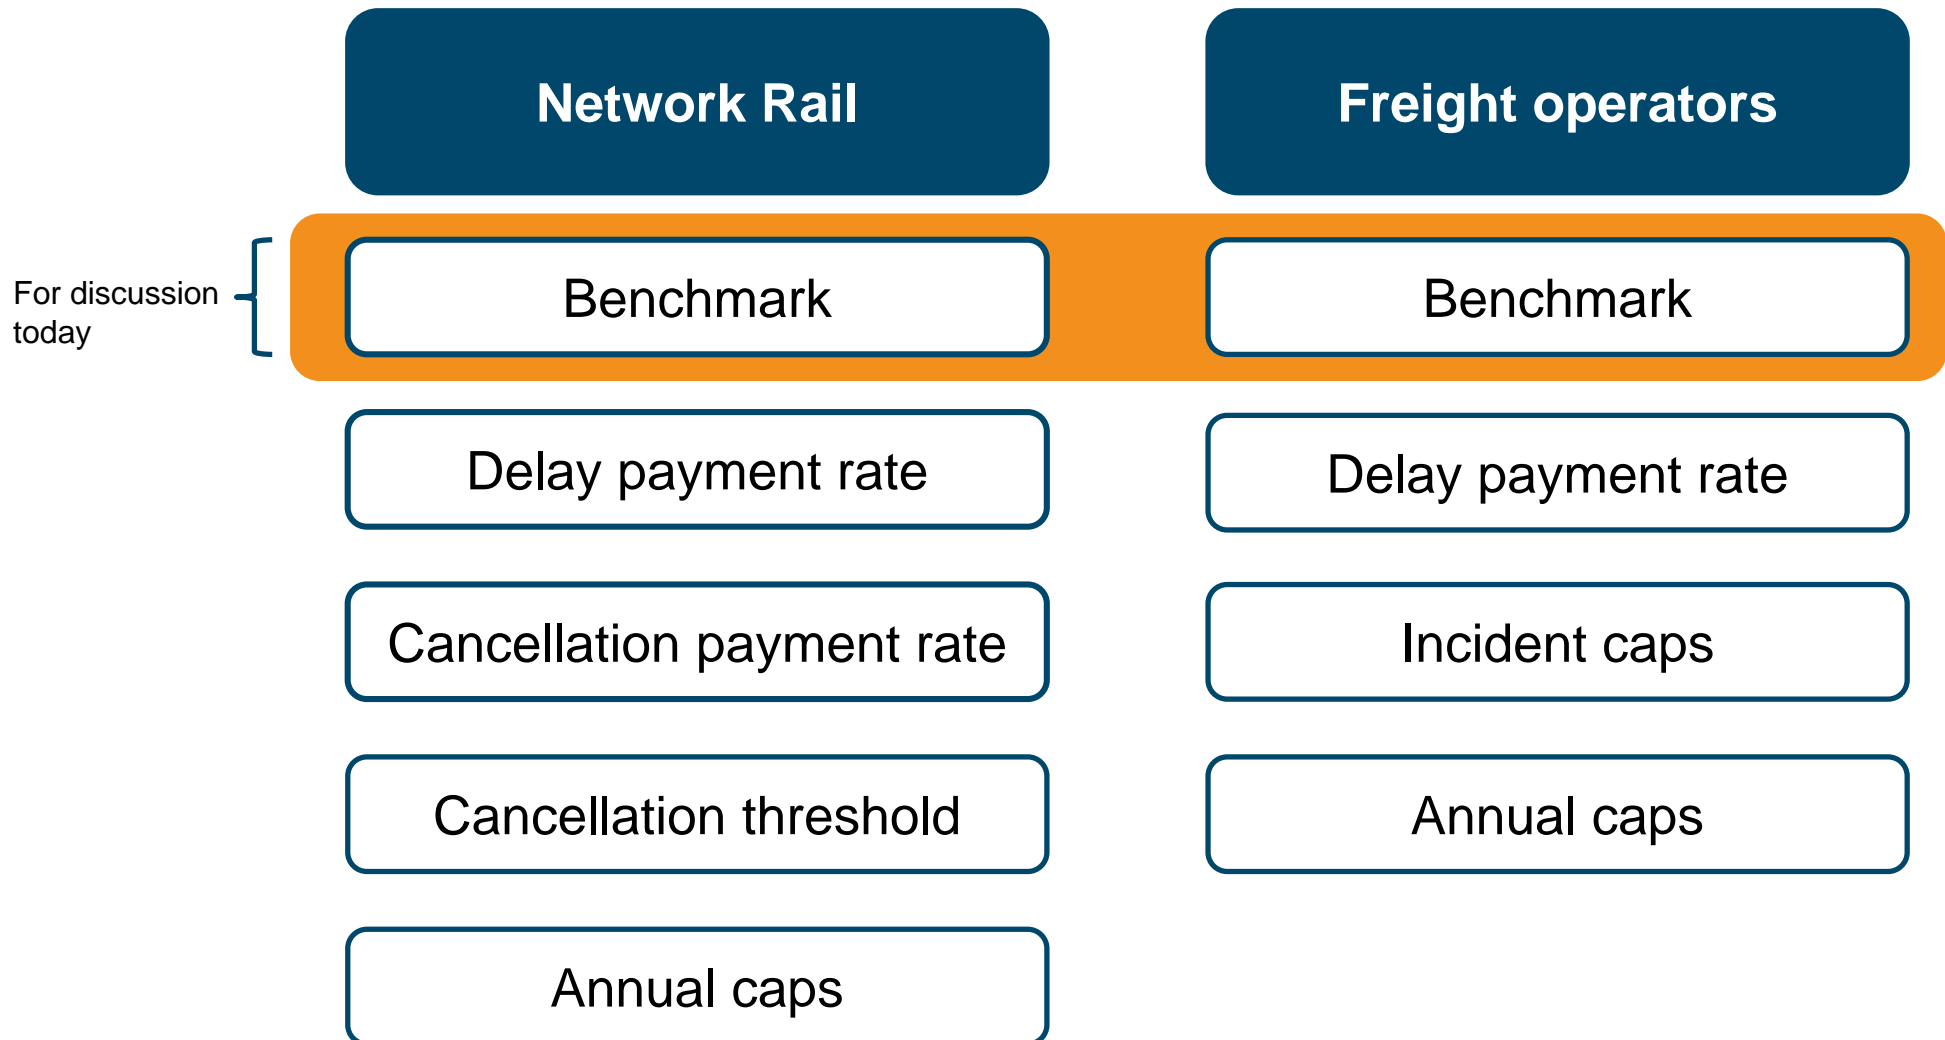 Network Rail
Freight operators
For discussion
today
Benchmark
Benchmark
Delay payment rate
Delay payment rate
Cancellation payment rate
Incident caps
Cancellation threshold
Annual caps
Annual caps